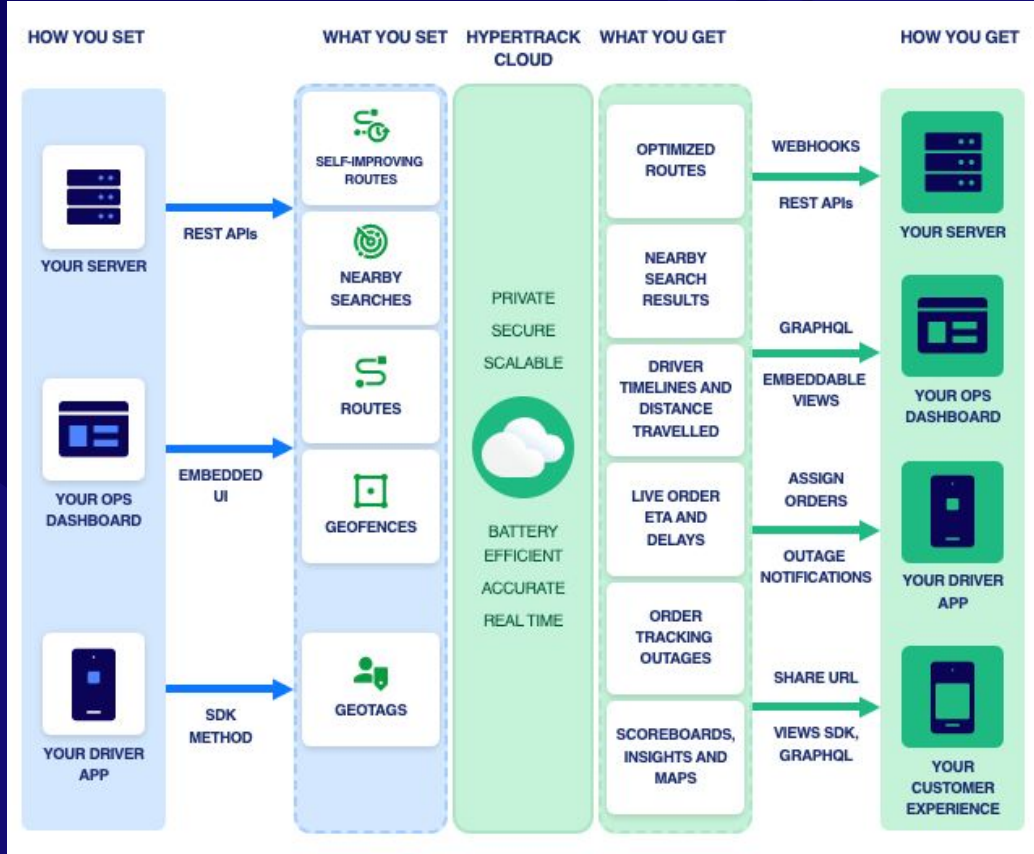 HOW YOU SET
WHAT YOU SET
HYPERTRACK
CLOUD
WHAT YOU GET
HOW YOU GET
YOUR SERVER
REST APIs
YOUR OPS
DASHBOARD
EMBEDDED
UI
YOUR DRIVER
APP
SDK
METHOD
SELF-IMPROVING
ROUTES
NEARBY
SEARCHES
ROUTES
GEOFENCES
GEOTAGS
PRIVATE
SECURE
SCALABLE
BATTERY
EFFICIENT
ACCURATE
REAL TIME
OPTIMIZED
ROUTES
NEARBY
SEARCH
RESULTS
DRIVER
TIMELINES AND
DISTANCE
TRAVELLED
LIVE ORDER
ETA AND
DELAYS
ORDER
TRACKING
OUTAGES
SCOREBOARDS,
INSIGHTS AND
MAPS
WEBHOOKS
REST APIs
GRAPHQL
EMBEDDABLE
VIEWS
ASSIGN
ORDERS
OUTAGE
NOTIFICATIONS
SHARE URL
VIEWS SDK,
GRAPHQL
YOUR SERVER
YOUR OPS
DASHBOARD
YOUR DRIVER
APP
YOUR
CUSTOMER
EXPERIENCE